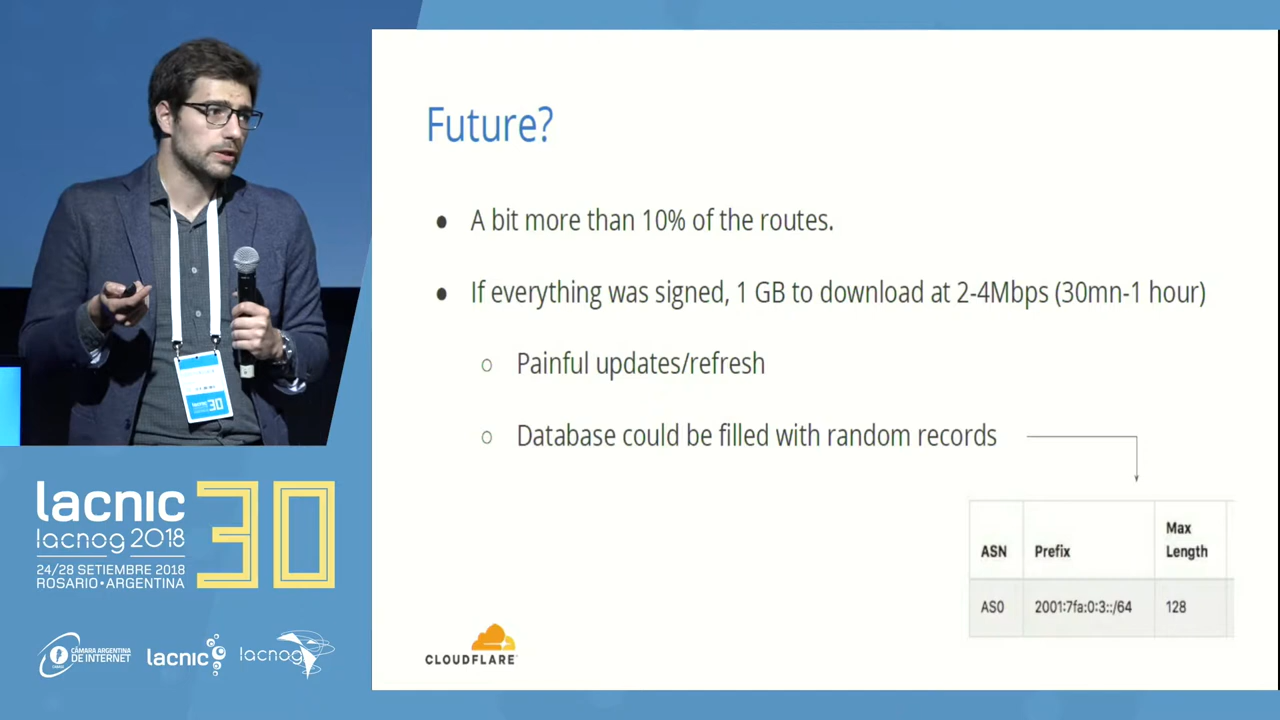 Future?
● A bit more than 10% of the routes.
● If everything was signed, 1 GB to download at 2-4Mbps (30mn-1 hour)
○ Painful updates/refresh
○ Database could be filled with random records
ASN Prefix Max Length
AS0 2001:7fa:0:3::/64 128
CLOUDFLARE
lacnic 30
lacnog 2018
24/28 SETIEMBRE 2018
ROSARIO•ARGENTINA
CÁMARA ARGENTINA
DE INTERNET
lacnic
lacnog
30